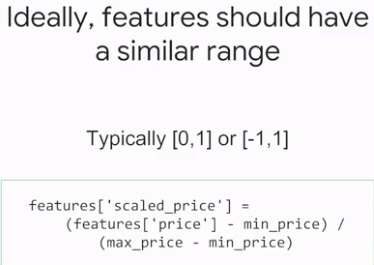 Ideally, features should have
a similar range
Typically [0,1] or [-1,1]
features['scaled_price'] =
(features['price'] - min_price) /
(max_price - min_price)